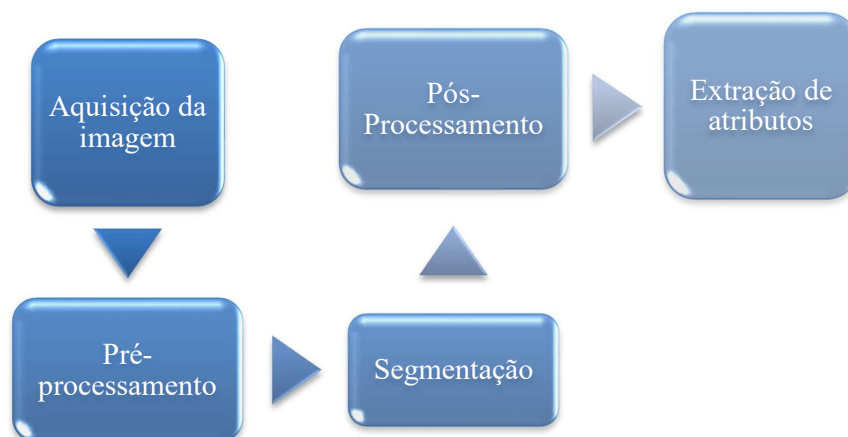 Aquisição da
imagem
Pré-
processamento
Segmentação
Pós-
Processamento
Extração de
atributos